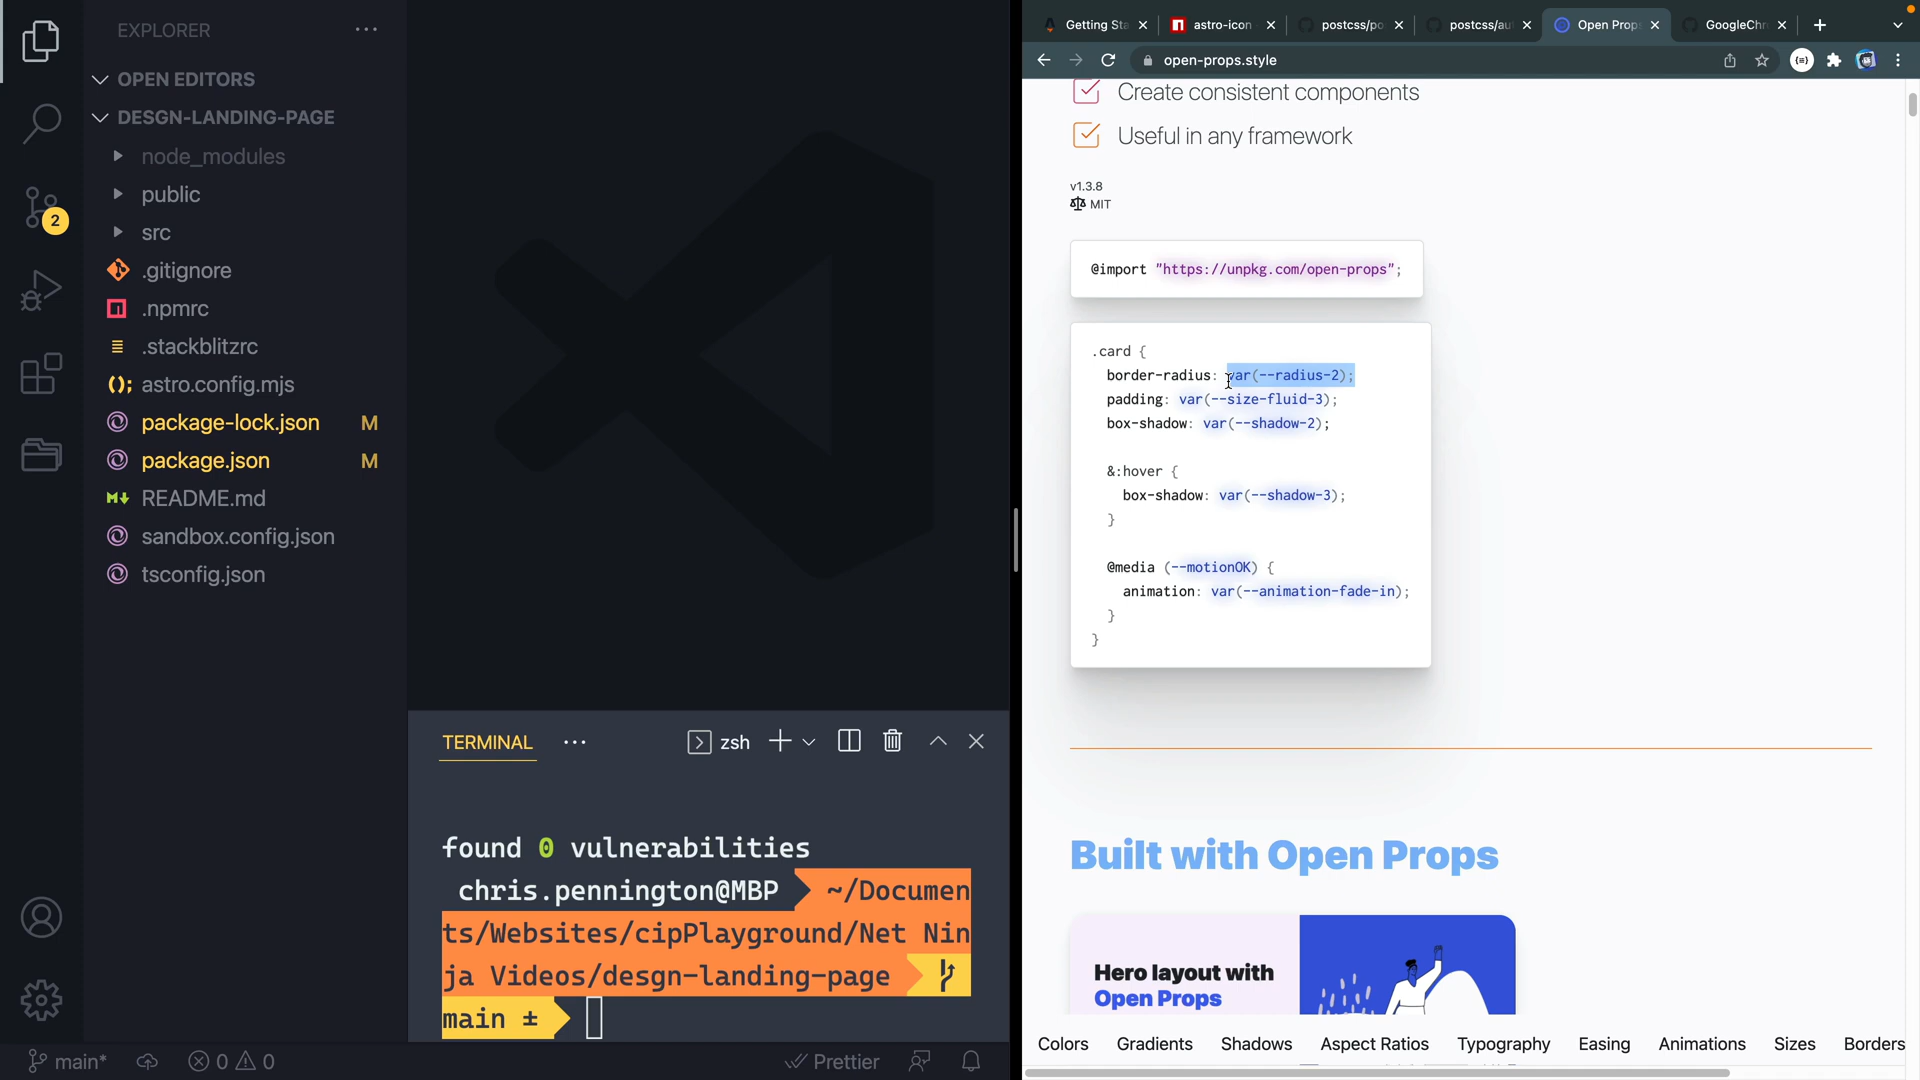 EXPLORER
OPEN EDITORS
DESGN-LANDING-PAGE
node_modules
public
src
.gitignore
.npmrc
.stackblitzrc
astro.config.mjs
package-lock.json M
package.json M
README.md
sandbox.config.json
tsconfig.json
2
TERMINAL
zsh
found 0 vulnerabilities
chris.pennington@MBP ~/Documen
ts/Websites/cipPlayground/Net Nin
ja Videos/desgn-landing-page
main ±
main* 0 0 Prettier
Getting Sta astro-icon postcss/po postcss/au Open Props GoogleChr
open-props.style
Create consistent components
Useful in any framework
v1.3.8
MIT
@import "https://unpkg.com/open-props";
.card {
border-radius: var(--radius-2);
padding: var(--size-fluid-3);
box-shadow: var(--shadow-2);
&:hover {
box-shadow: var(--shadow-3);
}
@media (--motionOK) {
animation: var(--animation-fade-in);
}
}
Built with Open Props
Hero layout with
Open Props
Colors Gradients Shadows Aspect Ratios Typography Easing Animations Sizes Borders